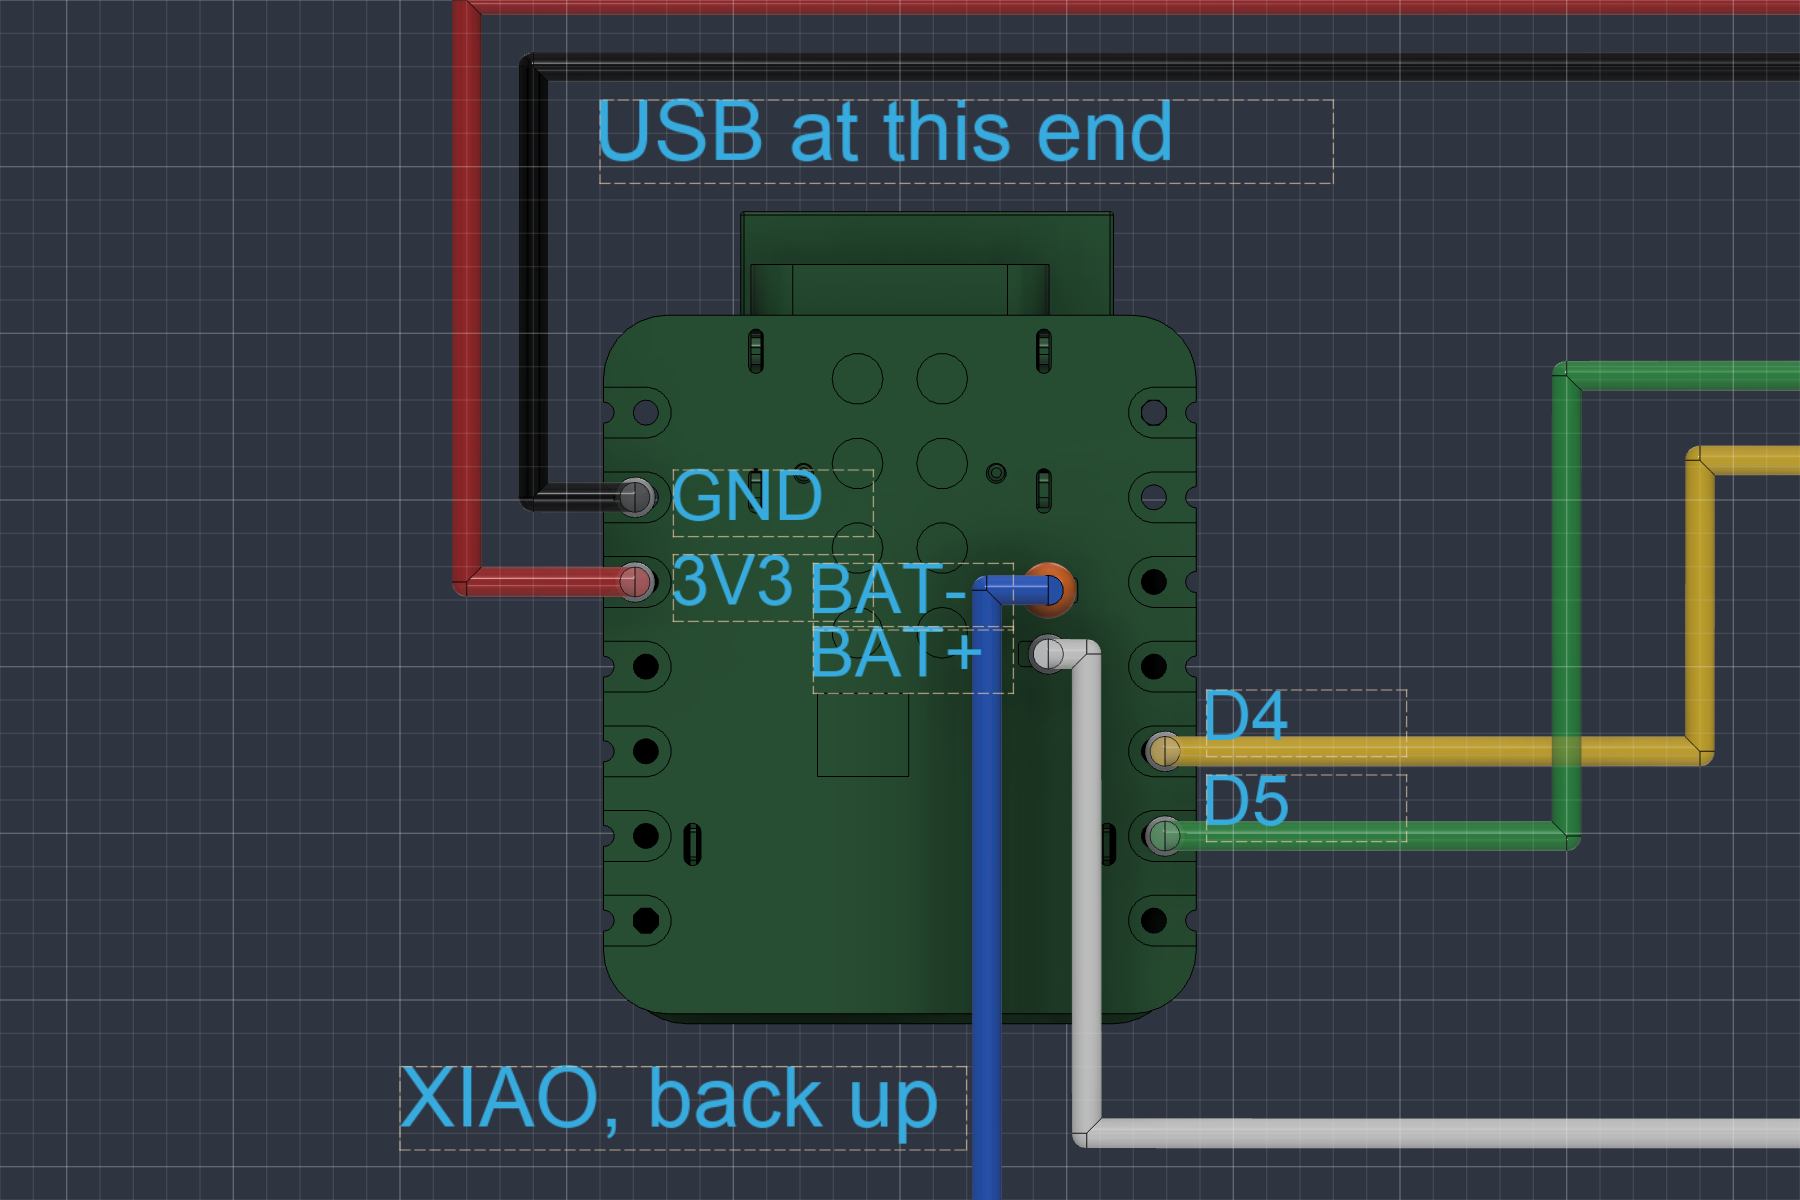 USB at this end
GND
3V3
BAT-
BAT+
D4
D5
XIAO, back up